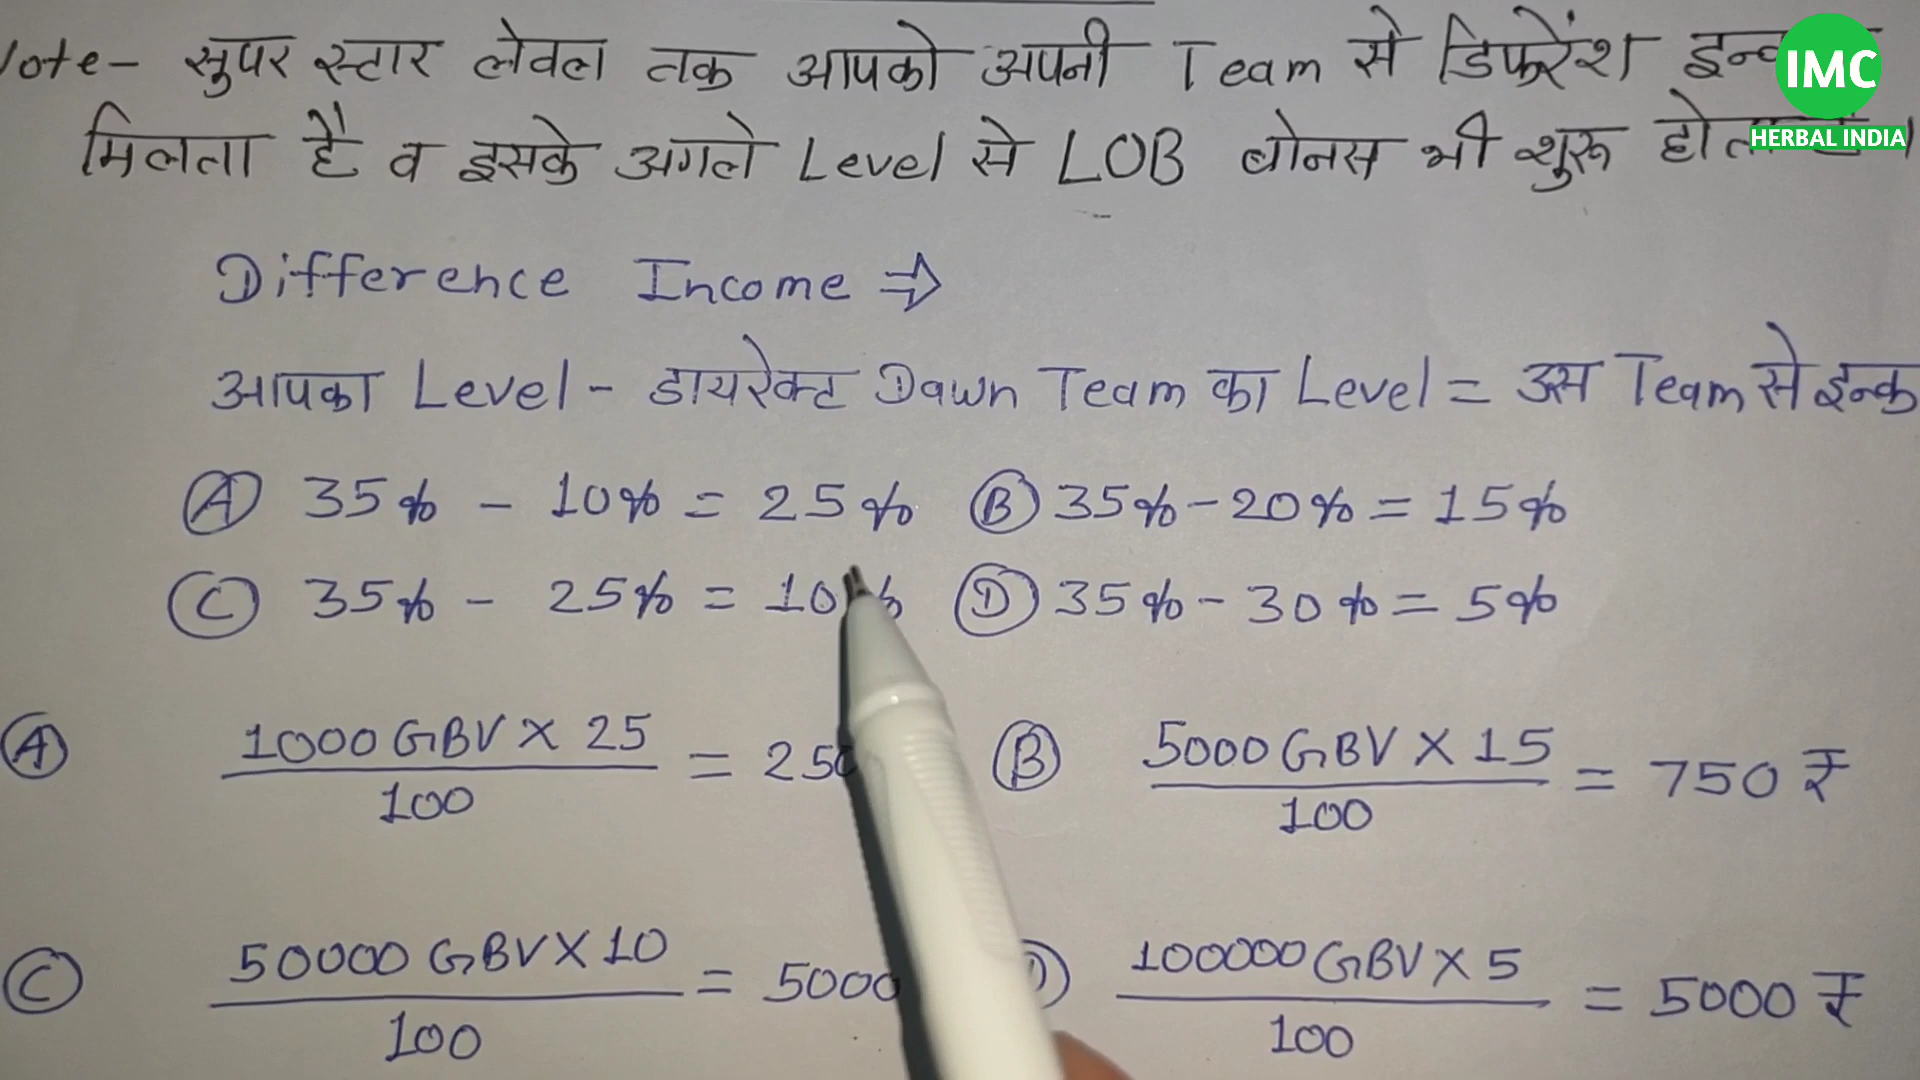 Note- सुपर स्टार लेवल तक आपको अपनी Team से डिफरेंश
मिलता है व इसके अगले Level से LOB बोनस भी शुरू
IMC
HERBAL INDIA
Difference Income ⇒
आपका Level - डायरेक्ट Dawn Team का Level = उस Team से इन्क
(A) 35% - 10% = 25% (B) 35% - 20% = 15%
(C) 35% - 25% = 10% (D) 35% - 30% = 5%
(A) 1000 GBV X 25 / 100 = 250 (B) 5000 GBV X 15 / 100 = 750 ₹
(C) 50000 GBV X 10 / 100 = 5000 (D) 100000 GBV X 5 / 100 = 5000 ₹